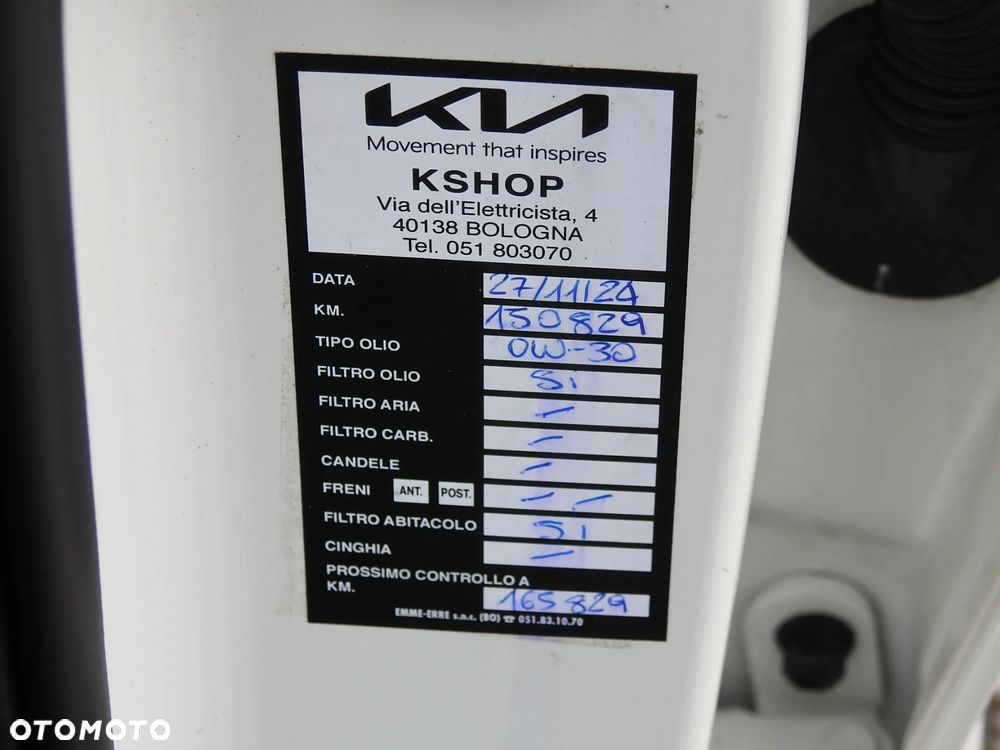 KIA
Movement that inspires
KSHOP
Via dell'Elettricista, 4
40138 BOLOGNA
Tel. 051 803070
DATA 27/11/24
KM. 150829
TIPO OLIO 0W-30
FILTRO OLIO Si
FILTRO ARIA -
FILTRO CARB. -
CANDELE -
FRENI ANT. POST. - -
FILTRO ABITACOLO Si
CINGHIA -
PROSSIMO CONTROLLO A
KM. 165829
EMME-ERRE s.n.c. (BO) ☎ 051.83.10.70
OTOMOTO